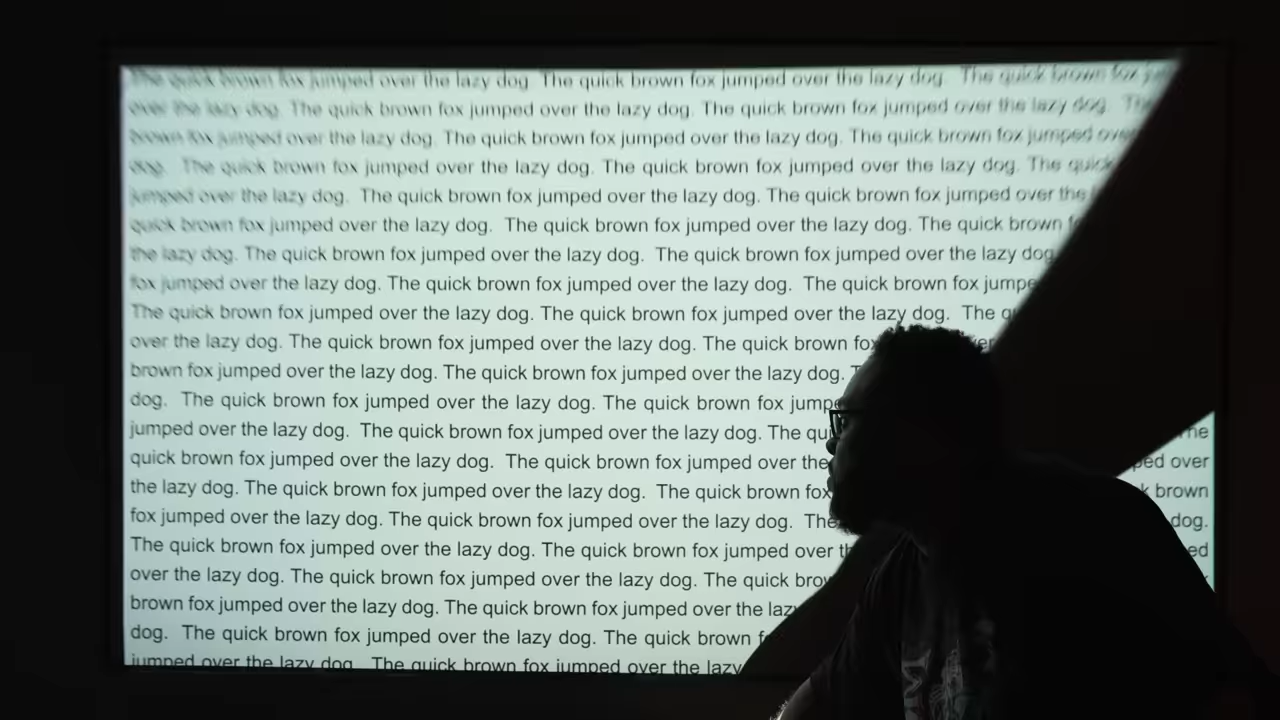 The quick brown fox jumped over the lazy dog. The quick brown fox jumped over the lazy dog.  The quick brown fox
over the lazy dog. The quick brown fox jumped over the lazy dog. The quick brown fox jumped over the lazy dog.
brown fox jumped over the lazy dog. The quick brown fox jumped over the lazy dog. The quick brown fox jumped over
dog.  The quick brown fox jumped over the lazy dog. The quick brown fox jumped over the lazy dog. The quick
jumped over the lazy dog.  The quick brown fox jumped over the lazy dog. The quick brown fox jumped over the
quick brown fox jumped over the lazy dog.  The quick brown fox jumped over the lazy dog. The quick brown
the lazy dog. The quick brown fox jumped over the lazy dog.  The quick brown fox jumped over the lazy dog
fox jumped over the lazy dog. The quick brown fox jumped over the lazy dog.  The quick brown fox
The quick brown fox jumped over the lazy dog. The quick brown fox jumped over the lazy dog.  The
over the lazy dog. The quick brown fox jumped over the lazy dog. The quick brown fox
brown fox jumped over the lazy dog. The quick brown fox jumped over the lazy dog.
dog.  The quick brown fox jumped over the lazy dog. The quick brown fox
jumped over the lazy dog.  The quick brown fox jumped over the lazy dog. The
quick brown fox jumped over the lazy dog.  The quick brown fox jumped over the over
the lazy dog. The quick brown fox jumped over the lazy dog.  The quick brown fox brown
fox jumped over the lazy dog. The quick brown fox jumped over the lazy dog.  The dog.
The quick brown fox jumped over the lazy dog. The quick brown fox jumped over
over the lazy dog. The quick brown fox jumped over the lazy dog. The quick
brown fox jumped over the lazy dog. The quick brown fox jumped over the
dog.  The quick brown fox jumped over the lazy dog. The quick brown
jumped over the lazy dog.  The quick brown fox jumped over the lazy